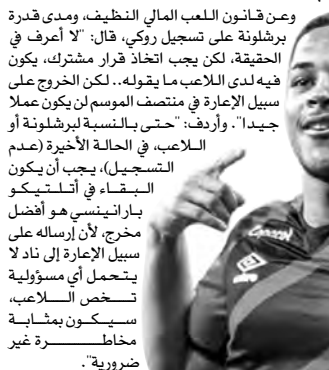 وعن قانون اللعب المالي النظيف، ومدى قدرة
برشلونة على تسجيل روكي، قال: "لا أعرف في
الحقيقة، لكن يجب اتخاذ قرار مشترك، يكون
فيه لدى اللاعب ما يقوله.. لكن الخروج على
سبيل الإعارة في منتصف الموسم لن يكون عملا
جيدا". وأردف: "حتى بالنسبة لبرشلونة أو
اللاعب، في الحالة الأخيرة (عدم
التسجيل)، يجب أن يكون
البقاء في أتلتيكو
بارانينسي هو أفضل
مخرج، لأن إرساله على
سبيل الإعارة إلى ناد لا
يتحمل أي مسؤولية
تخص اللاعب،
سيكون بمثابة
مخاطرة غير
ضرورية".